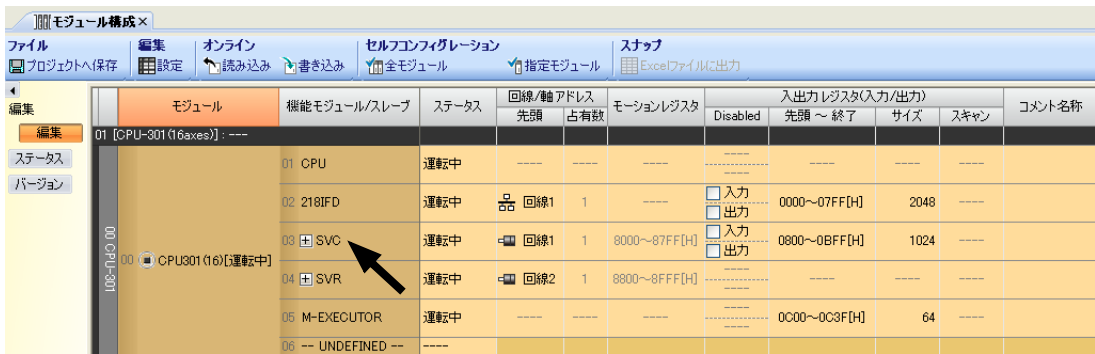 モジュール構成×
ファイル 編集 オンライン セルフコンフィグレーション スナップ
プロジェクトへ保存 設定 読み込み 書き込み 全モジュール 指定モジュール Excelファイルに出力
編集
編集
ステータス
バージョン
モジュール 機能モジュール/スレーブ ステータス 回線/軸アドレス モーションレジスタ 入出力レジスタ(入力/出力) コメント名称
先頭 占有数 Disabled 先頭 ～ 終了 サイズ スキャン
01 [CPU-301(16axes)] : ---
00 CPU-301
00 CPU301(16)[運転中]
01 CPU 運転中 ---- ---- ---- ---- ---- ---- ---- ----
02 218IFD 運転中 回線1 1 ---- 入力 出力 0000～07FF[H] 2048 ----
03 SVC 運転中 回線1 1 8000～87FF[H] 入力 出力 0800～0BFF[H] 1024 ----
04 SVR 運転中 回線2 1 8800～8FFF[H] ---- ---- ---- ---- ----
05 M-EXECUTOR 運転中 ---- ---- ---- ---- ---- 0C00～0C3F[H] 64 ----
06 -- UNDEFINED -- ----